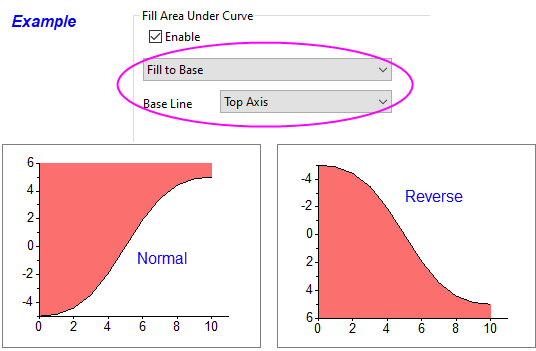 Example
Fill Area Under Curve
Enable
Fill to Base
Base Line Top Axis
6
4
2
0
-2
-4
0 2 4 6 8 10
Normal
-4
-2
0
2
4
6
0 2 4 6 8 10
Reverse